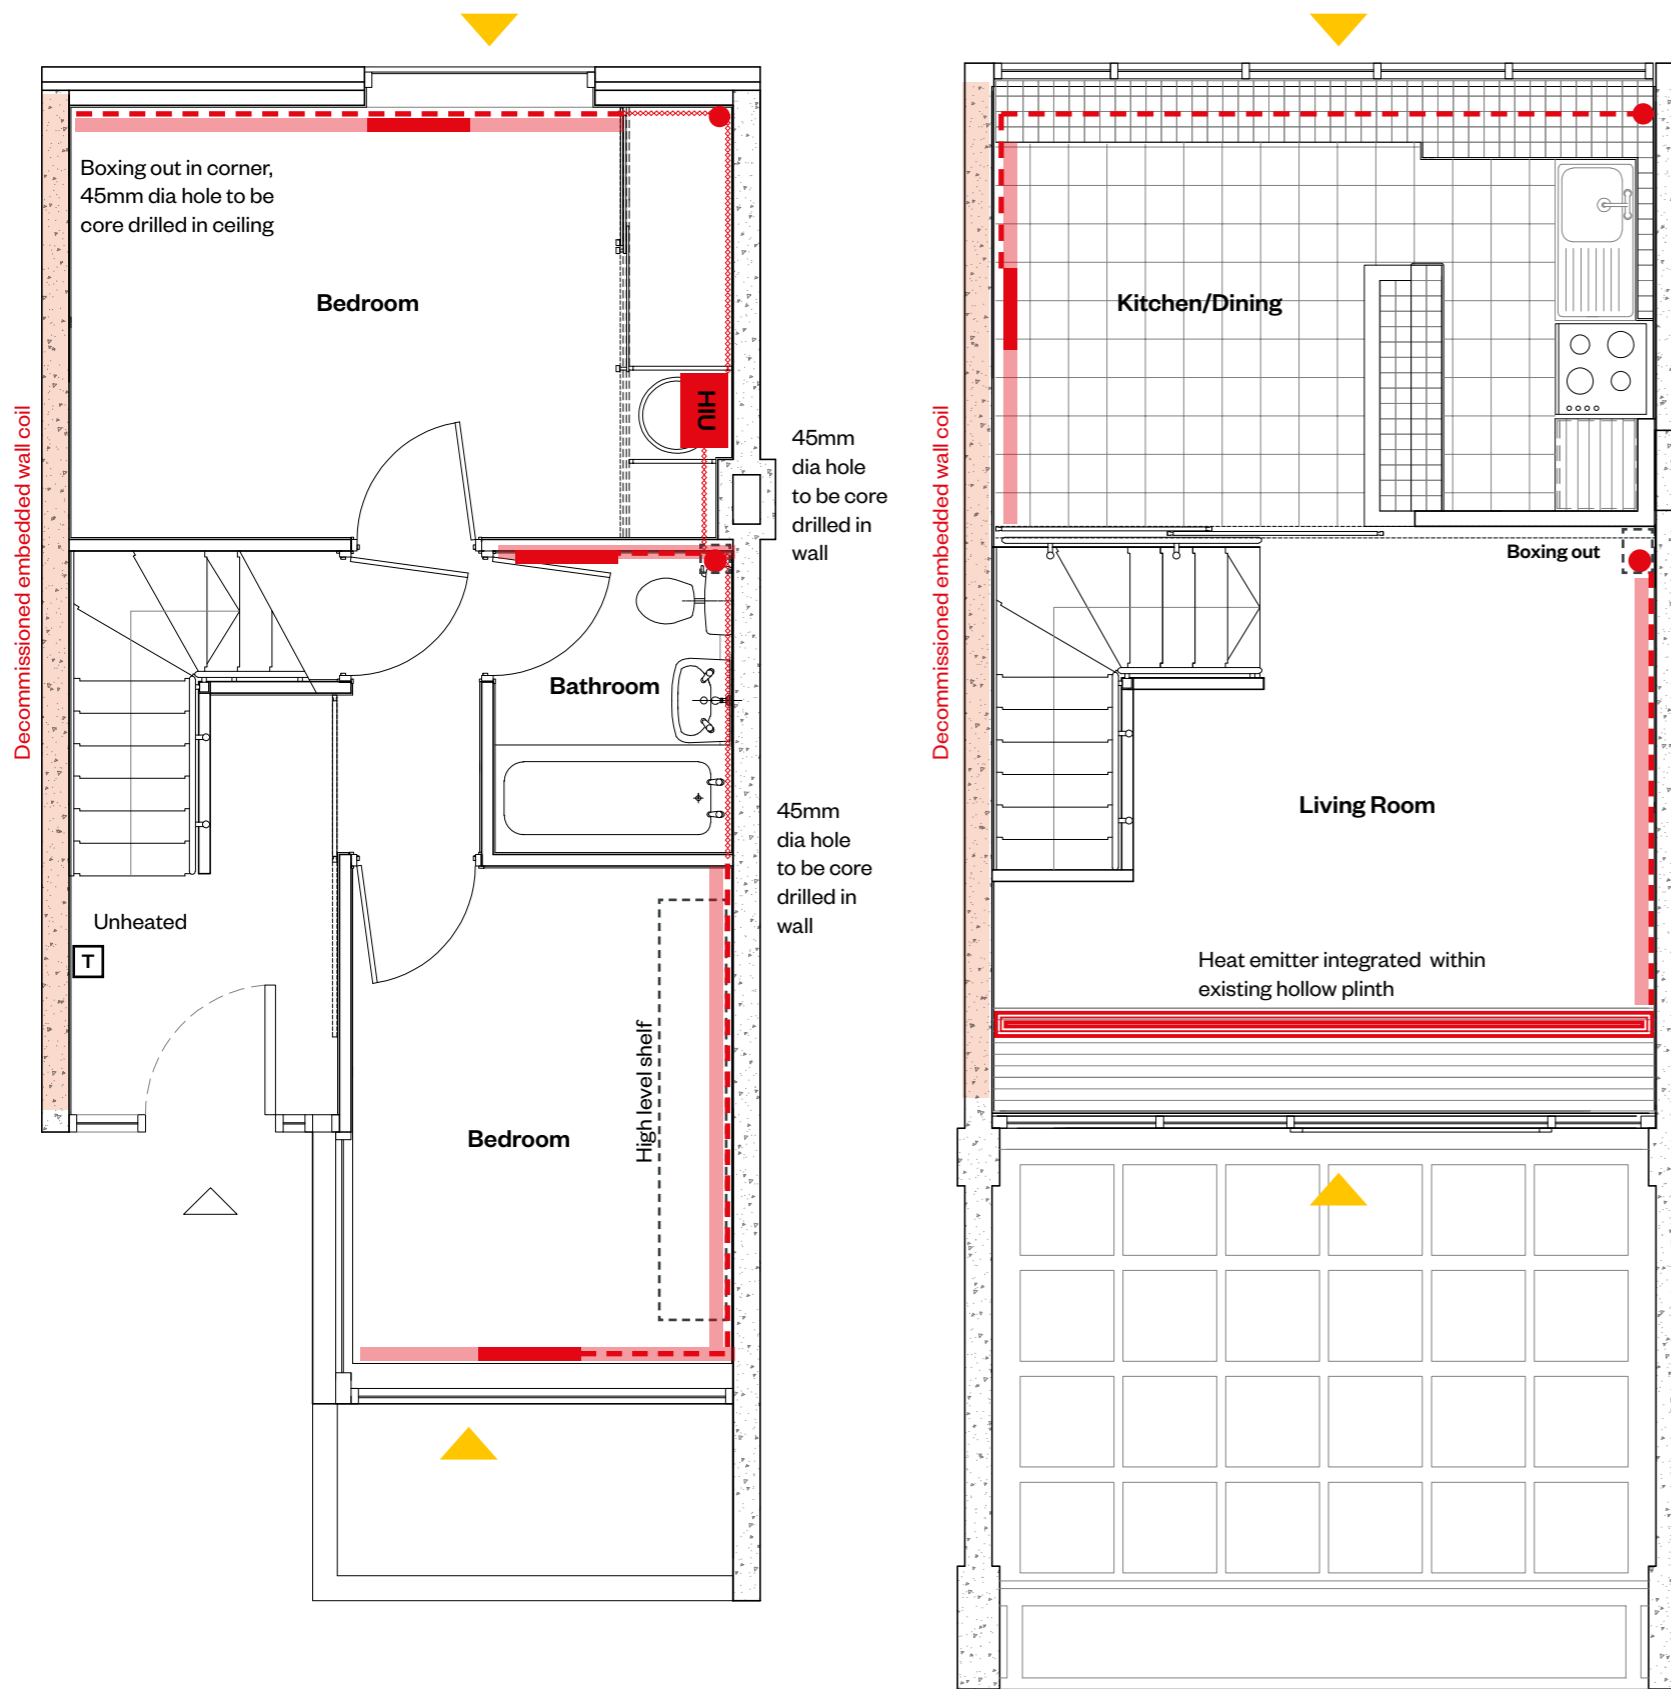 Boxing out in corner,
45mm dia hole to be
core drilled in ceiling
Bedroom
HIU
Decommissioned embedded wall coil
45mm
dia hole
to be core
drilled in
wall
Bathroom
45mm
dia hole
to be core
drilled in
wall
Unheated
T
High level shelf
Bedroom
Kitchen/Dining
Decommissioned embedded wall coil
Boxing out
Living Room
Heat emitter integrated within
existing hollow plinth